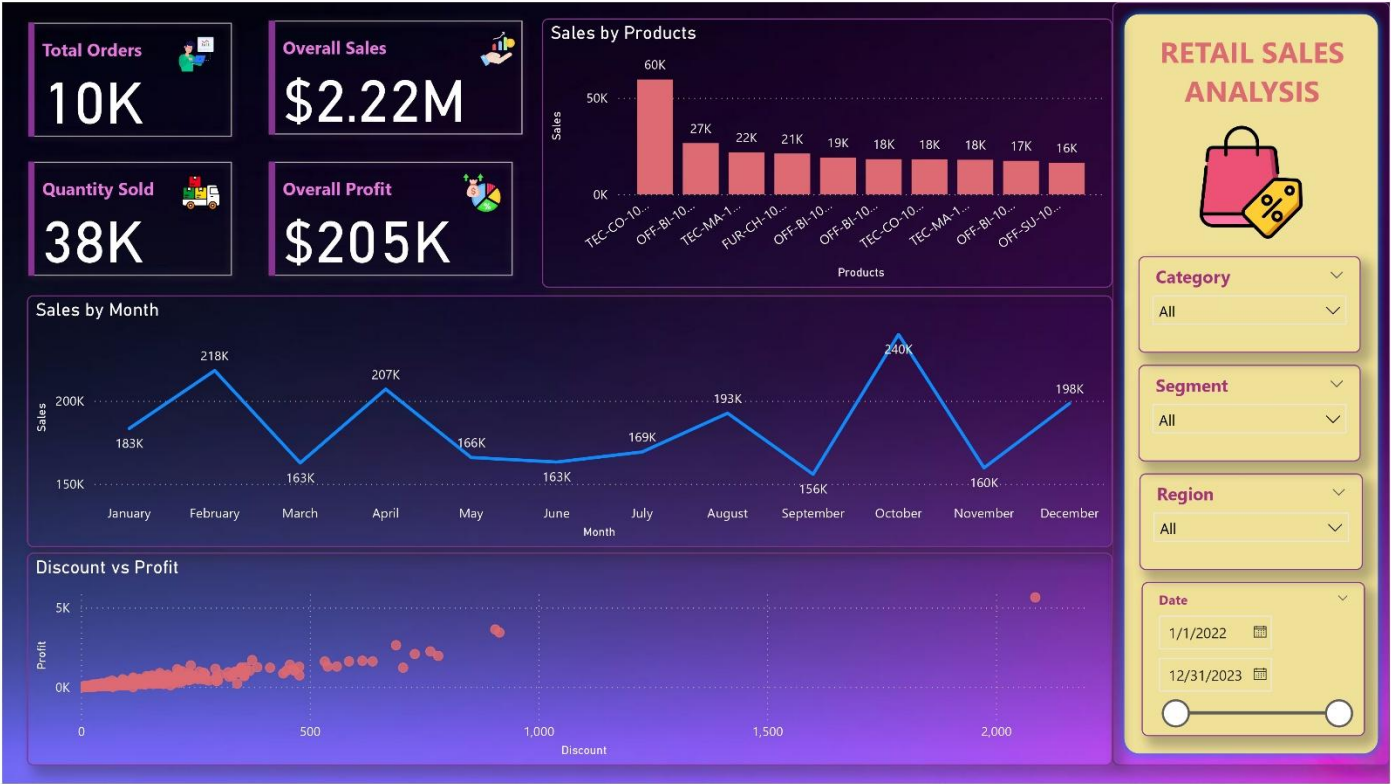 Total Orders
10K
Overall Sales
$2.22M
Quantity Sold
38K
Overall Profit
$205K
Sales by Products
Sales
50K
0K
60K
27K
22K
21K
19K
18K
18K
18K
17K
16K
TEC-CO-10...
OFF-BI-10...
TEC-MA-1...
FUR-CH-10...
OFF-BI-10...
OFF-BI-10...
TEC-CO-10...
TEC-MA-1...
OFF-BI-10...
OFF-SU-10...
Products
Sales by Month
Sales
200K
150K
183K
218K
163K
207K
166K
163K
169K
193K
156K
240K
160K
198K
January February March April May June July August September October November December
Month
Discount vs Profit
Profit
5K
0K
0 500 1,000 1,500 2,000
Discount
RETAIL SALES
ANALYSIS
%
Category
All
Segment
All
Region
All
Date
1/1/2022
12/31/2023